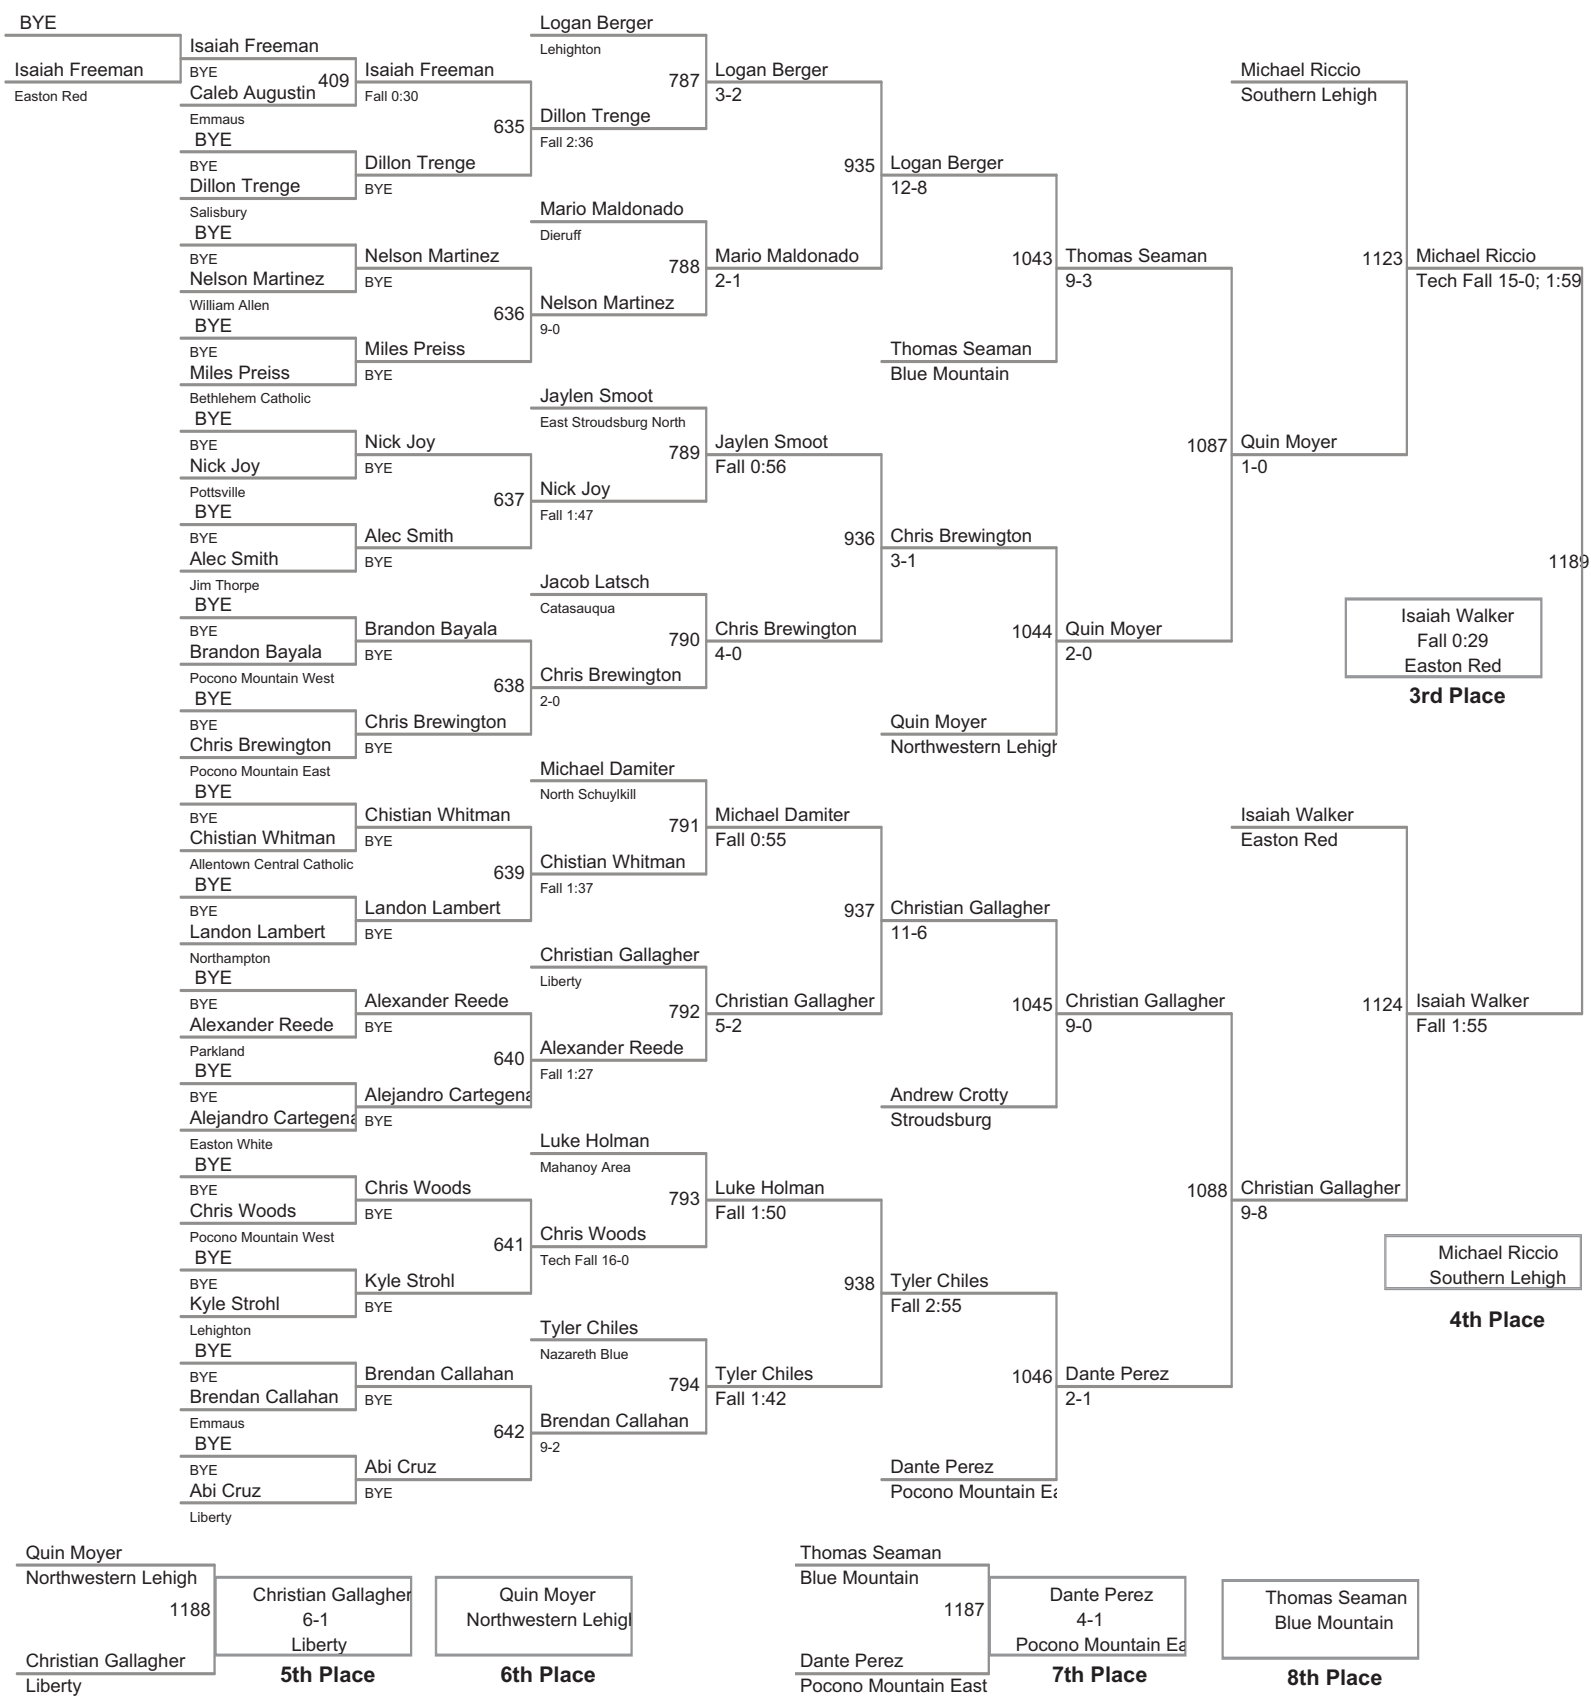 BYE
Isaiah Freeman
Easton Red
Isaiah Freeman
BYE
Caleb Augustin
409
Emmaus
BYE
BYE
Dillon Trenge
Salisbury
BYE
BYE
Nelson Martinez
William Allen
BYE
BYE
Miles Preiss
Bethlehem Catholic
BYE
BYE
Nick Joy
Pottsville
BYE
BYE
Alec Smith
Jim Thorpe
BYE
BYE
Brandon Bayala
Pocono Mountain West
BYE
BYE
Chris Brewington
Pocono Mountain East
BYE
BYE
Chistian Whitman
Allentown Central Catholic
BYE
BYE
Landon Lambert
Northampton
BYE
BYE
Alexander Reede
Parkland
BYE
BYE
Alejandro Cartegena
Easton White
BYE
BYE
Chris Woods
Pocono Mountain West
BYE
BYE
Kyle Strohl
Lehighton
BYE
BYE
Brendan Callahan
Emmaus
BYE
BYE
Abi Cruz
Liberty
Isaiah Freeman
Fall 0:30
635
Dillon Trenge
BYE
Nelson Martinez
BYE
636
Miles Preiss
BYE
Nick Joy
BYE
637
Alec Smith
BYE
Brandon Bayala
BYE
638
Chris Brewington
BYE
Chistian Whitman
BYE
639
Landon Lambert
BYE
Alexander Reede
BYE
640
Alejandro Cartegena
BYE
Chris Woods
BYE
641
Kyle Strohl
BYE
Brendan Callahan
BYE
642
Abi Cruz
BYE
Logan Berger
Lehighton
787
Dillon Trenge
Fall 2:36
Mario Maldonado
Dieruff
788
Nelson Martinez
9-0
Jaylen Smoot
East Stroudsburg North
789
Nick Joy
Fall 1:47
Jacob Latsch
Catasauqua
790
Chris Brewington
2-0
Michael Damiter
North Schuylkill
791
Chistian Whitman
Fall 1:37
Christian Gallagher
Liberty
792
Alexander Reede
Fall 1:27
Luke Holman
Mahanoy Area
793
Chris Woods
Tech Fall 16-0
Tyler Chiles
Nazareth Blue
794
Brendan Callahan
9-2
Logan Berger
3-2
935
Mario Maldonado
2-1
Jaylen Smoot
Fall 0:56
936
Chris Brewington
4-0
Michael Damiter
Fall 0:55
937
Christian Gallagher
5-2
Luke Holman
Fall 1:50
938
Tyler Chiles
Fall 1:42
Logan Berger
12-8
1043
Thomas Seaman
Blue Mountain
Chris Brewington
3-1
1044
Quin Moyer
Northwestern Lehigh
Christian Gallagher
11-6
1045
Andrew Crotty
Stroudsburg
Tyler Chiles
Fall 2:55
1046
Dante Perez
Pocono Mountain Ea
Thomas Seaman
9-3
1087
Quin Moyer
2-0
Christian Gallagher
9-0
1088
Dante Perez
2-1
Michael Riccio
Southern Lehigh
1123
Quin Moyer
1-0
Isaiah Walker
Easton Red
1124
Christian Gallagher
9-8
Michael Riccio
Tech Fall 15-0; 1:59
1189
Isaiah Walker
Fall 1:55
Isaiah Walker
Fall 0:29
Easton Red
3rd Place
Michael Riccio
Southern Lehigh
4th Place
Quin Moyer
Northwestern Lehigh
1188
Christian Gallagher
Liberty
Christian Gallagher
6-1
Liberty
5th Place
Quin Moyer
Northwestern Lehigh
6th Place
Thomas Seaman
Blue Mountain
1187
Dante Perez
Pocono Mountain East
Dante Perez
4-1
Pocono Mountain Ea
7th Place
Thomas Seaman
Blue Mountain
8th Place